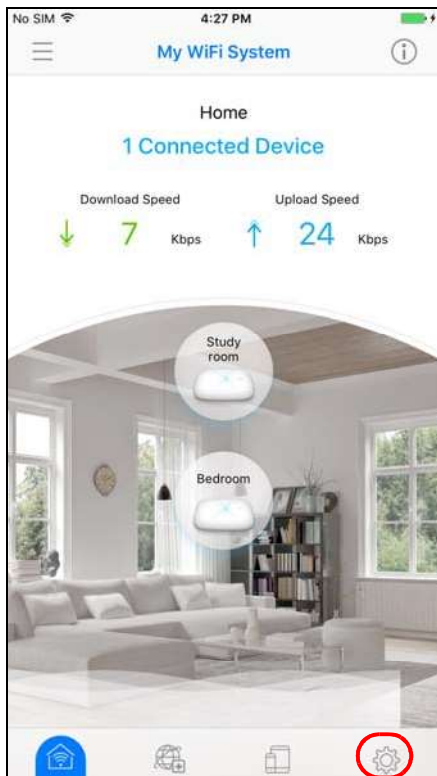 No SIM 4:27 PM
My WiFi System
Home
1 Connected Device
Download Speed Upload Speed
7 Kbps 24 Kbps
Study
room
Bedroom